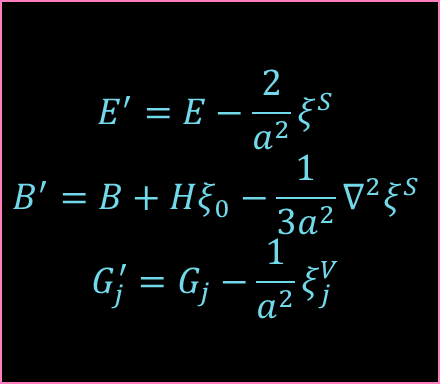 E′ = E − 2/a² ξ^S
B′ = B + Hξ₀ − 1/3a² ∇²ξ^S
G′_j = G_j − 1/a² ξ^V_j